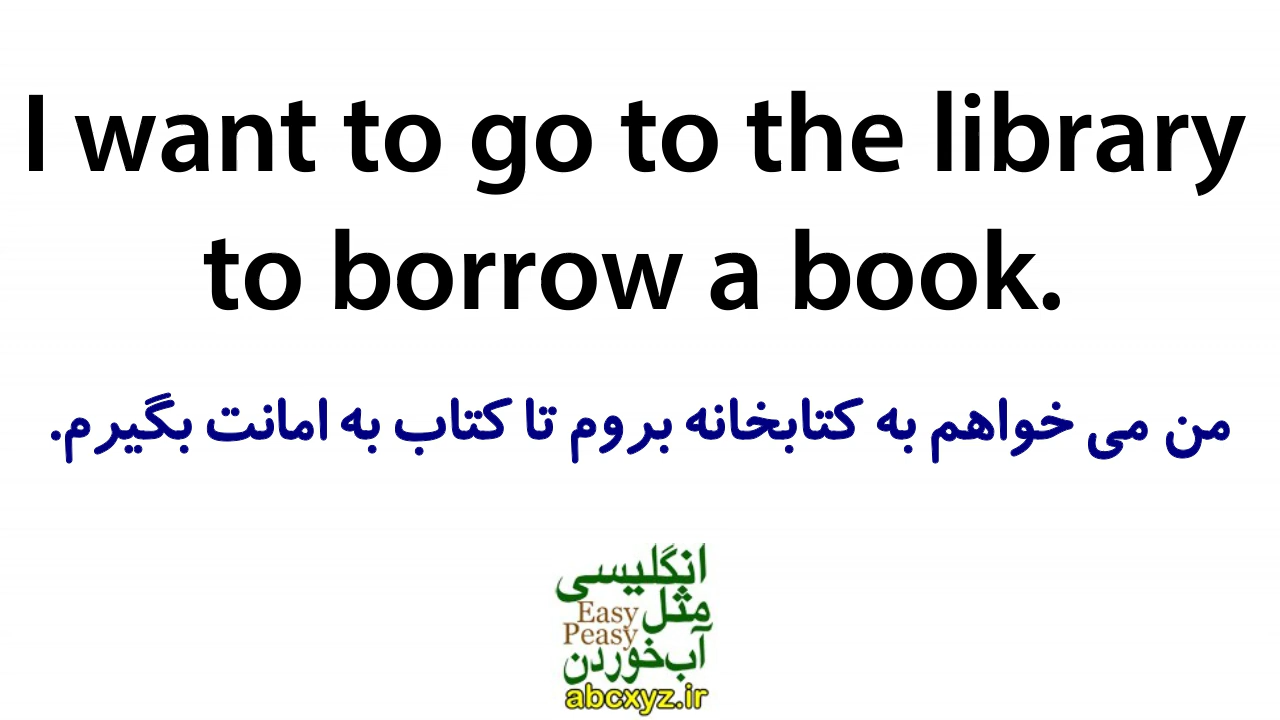 I want to go to the library
to borrow a book.
من می خواهم به کتابخانه بروم تا کتاب به امانت بگیرم.
انگلیسی
مثل
Easy
Peasy
آب خوردن
abcxyz.ir